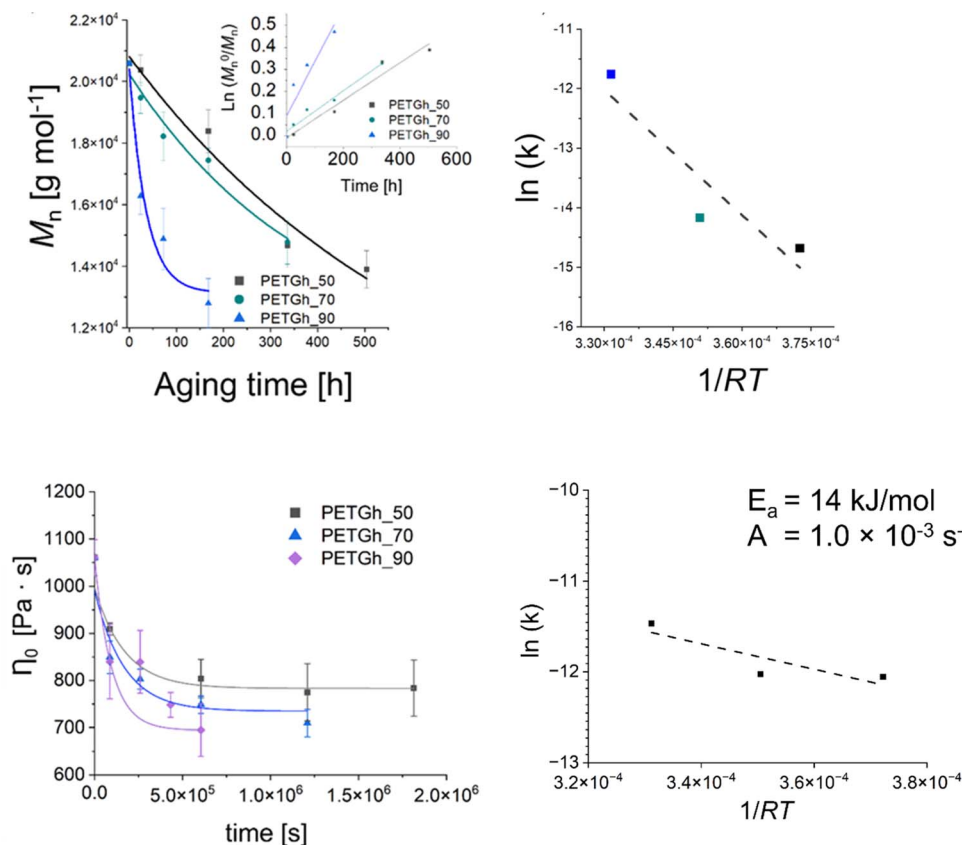 2.2×10⁴
2.0×10⁴
1.8×10⁴
1.6×10⁴
1.4×10⁴
1.2×10⁴
Mₙ [g mol⁻¹]
0 100 200 300 400 500
Aging time [h]
PETGh_50
PETGh_70
PETGh_90
0.5
0.4
0.3
0.2
0.1
0.0
Ln (Mₙ⁰/Mₙ)
PETGh_50
PETGh_70
PETGh_90
0 200 400 600
Time [h]
-11
-12
-13
-14
-15
-16
ln (k)
3.30×10⁻⁴ 3.45×10⁻⁴ 3.60×10⁻⁴ 3.75×10⁻⁴
1/RT
1200
1100
1000
900
800
700
600
η₀ [Pa · s]
PETGh_50
PETGh_70
PETGh_90
0.0 5.0×10⁵ 1.0×10⁶ 1.5×10⁶ 2.0×10⁶
time [s]
−10
−11
−12
−13
ln (k)
Eₐ = 14 kJ/mol
A = 1.0 × 10⁻³ s⁻
3.2×10⁻⁴ 3.4×10⁻⁴ 3.6×10⁻⁴ 3.8×10⁻⁴
1/RT